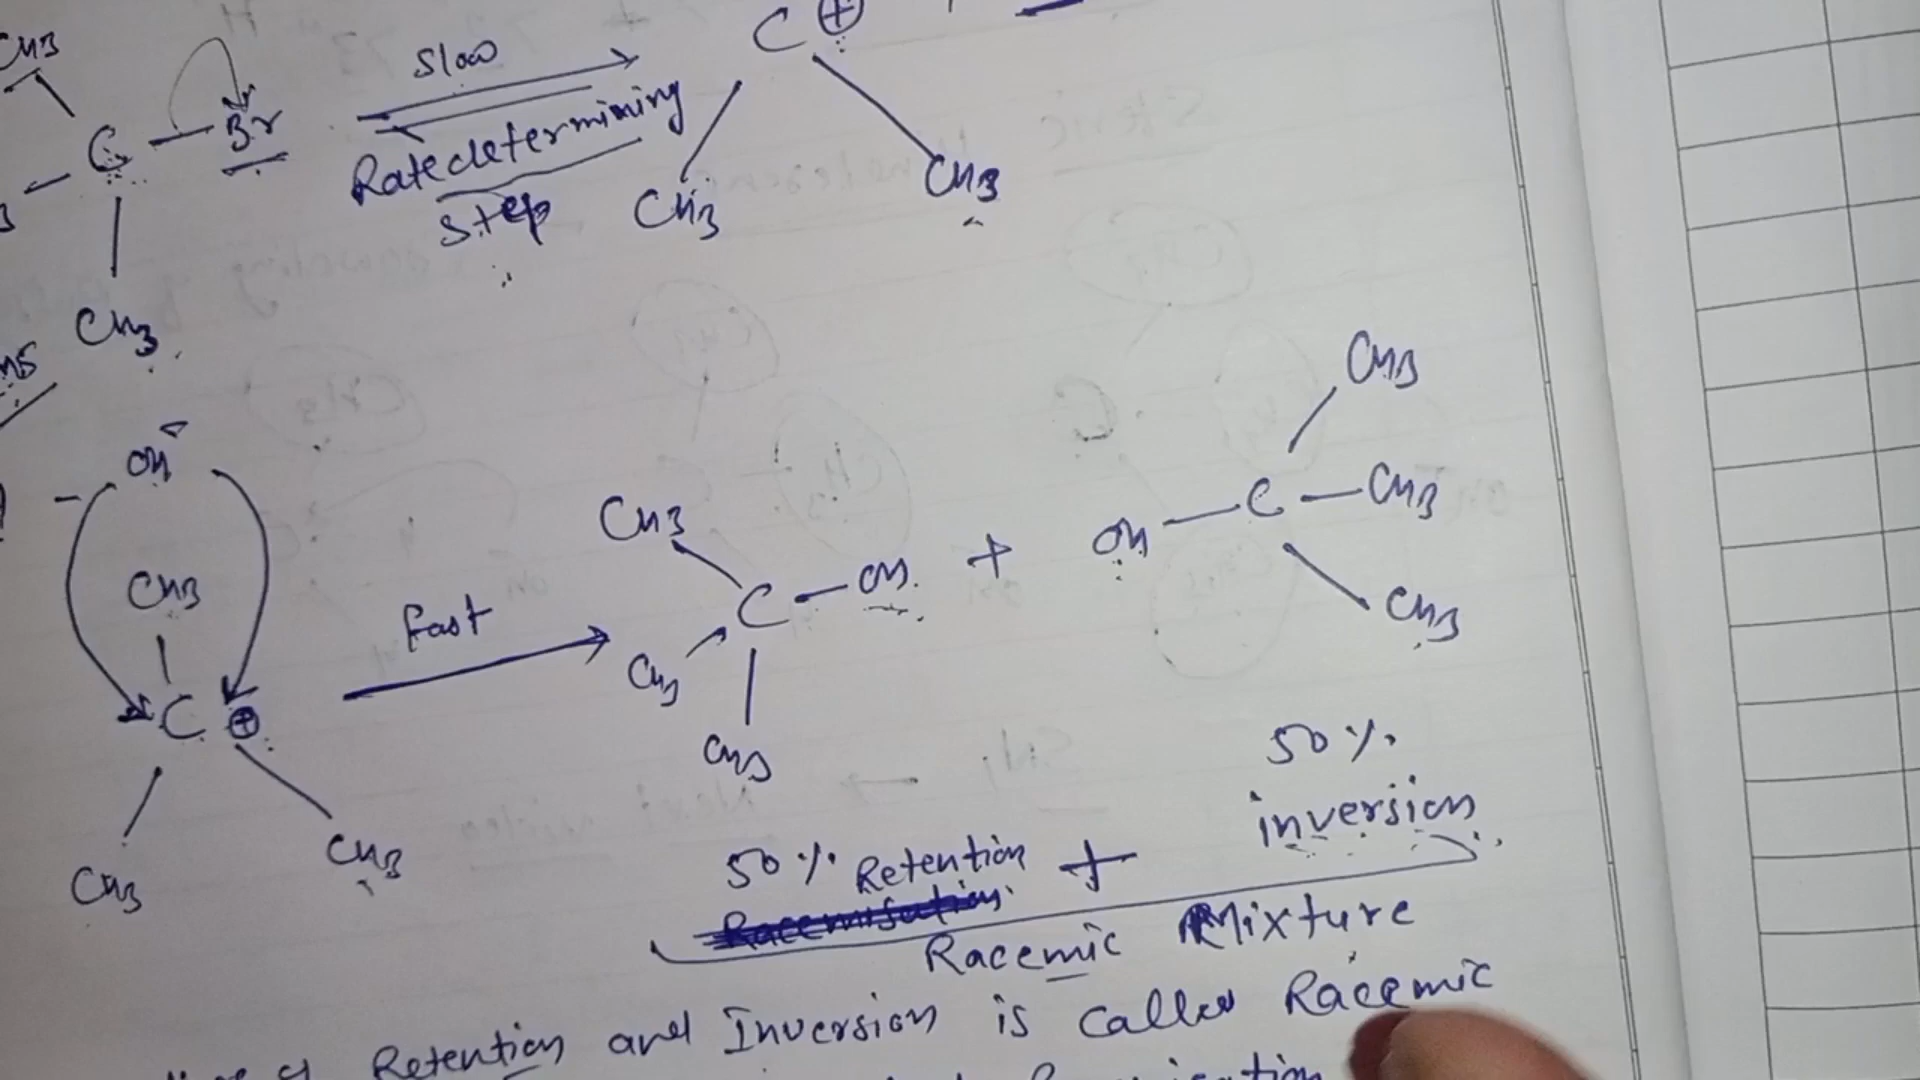 CH3
C
Br
CH3
Slow
Rate determining
step
C ⊕
CH3
CH3
OH
CH3
C ⊕
CH3
CH3
fast
CH3
C - OH
CH3
CH3
+
CH3
OH - C - CH3
CH3
50 %
inversion
50 % Retention +
Racemic Mixture
Retention and Inversion is called Racemic